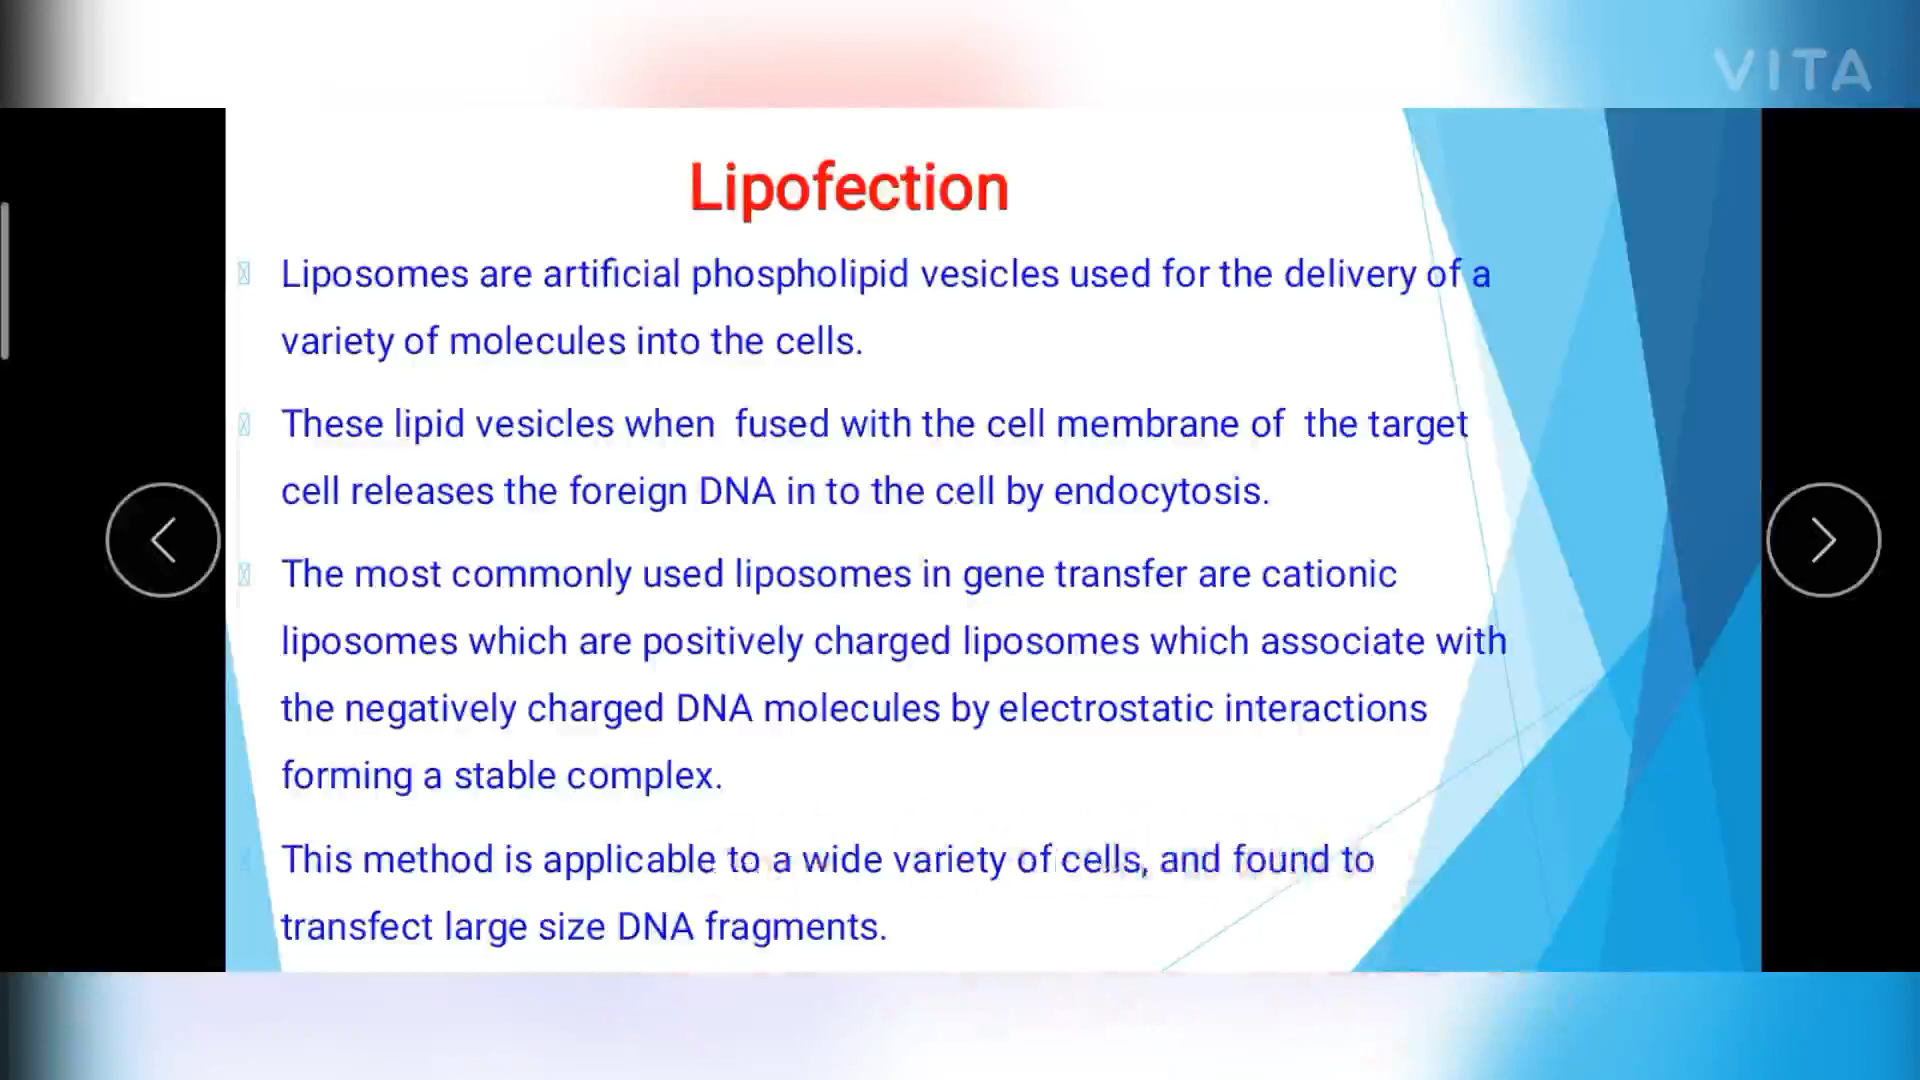 VITA
Lipofection
Liposomes are artificial phospholipid vesicles used for the delivery of a
variety of molecules into the cells.
These lipid vesicles when  fused with the cell membrane of  the target
cell releases the foreign DNA in to the cell by endocytosis.
The most commonly used liposomes in gene transfer are cationic
liposomes which are positively charged liposomes which associate with
the negatively charged DNA molecules by electrostatic interactions
forming a stable complex.
This method is applicable to a wide variety of cells, and found to
transfect large size DNA fragments.